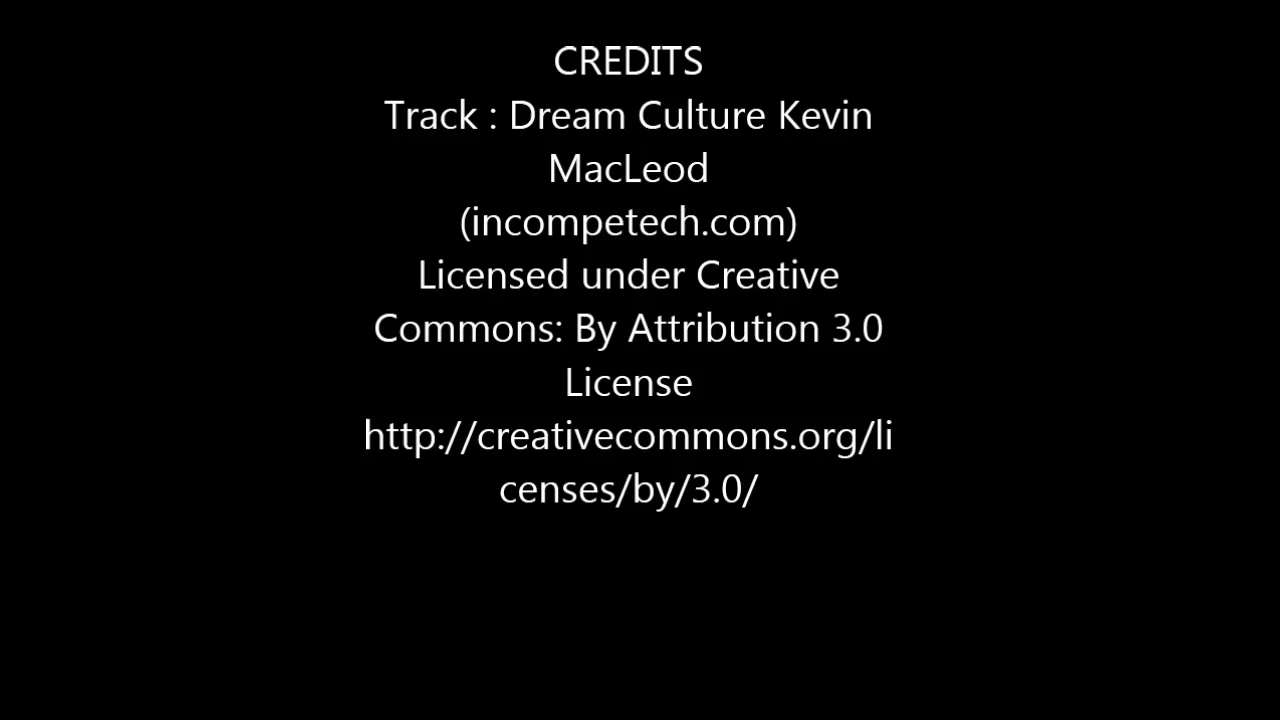 CREDITS
Track : Dream Culture Kevin
MacLeod
(incompetech.com)
Licensed under Creative
Commons: By Attribution 3.0
License
http://creativecommons.org/li
censes/by/3.0/